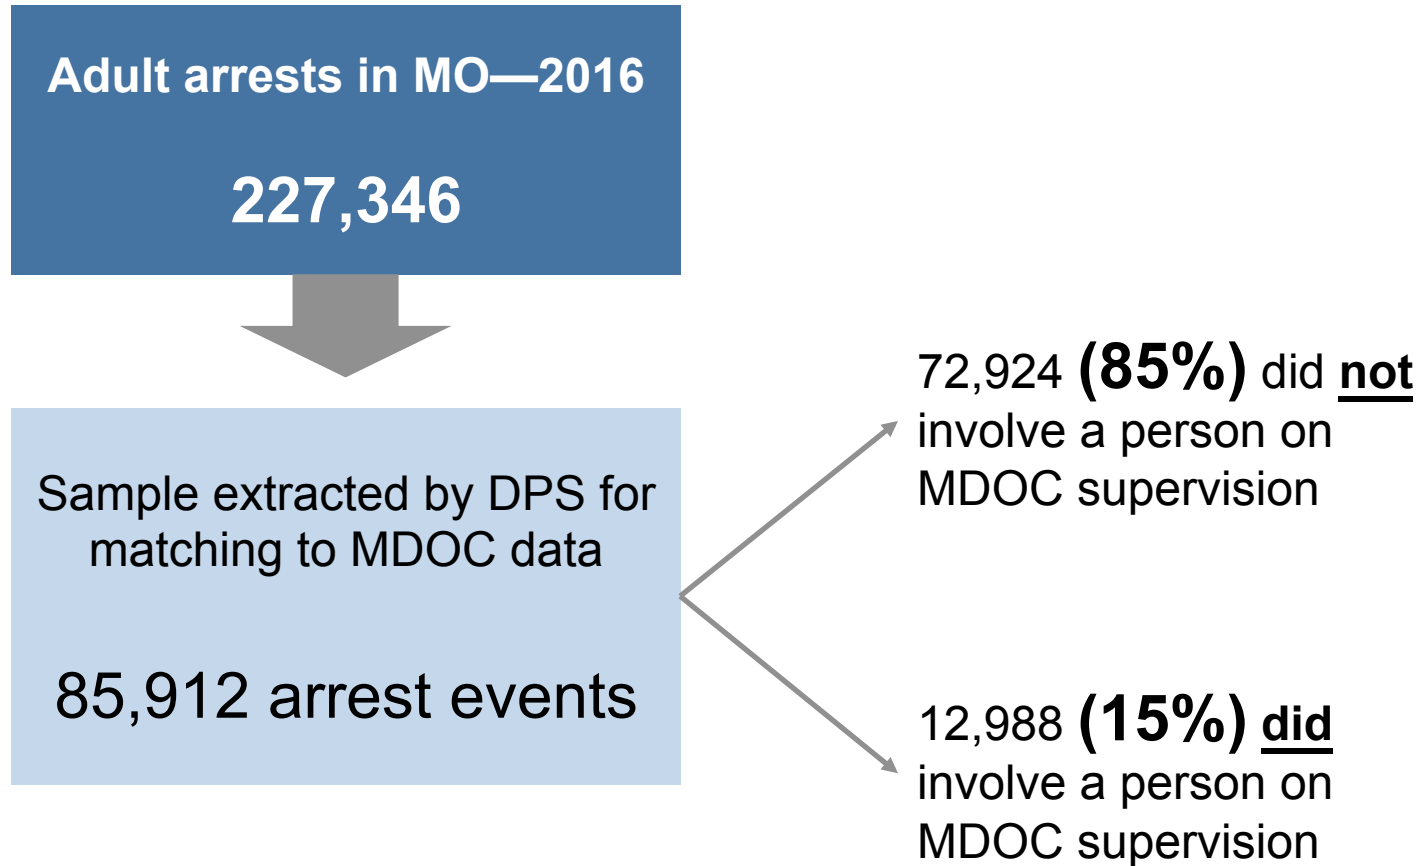 Adult arrests in MO—2016
227,346
Sample extracted by DPS for
matching to MDOC data
85,912 arrest events
72,924 (85%) did not
involve a person on
MDOC supervision
12,988 (15%) did
involve a person on
MDOC supervision